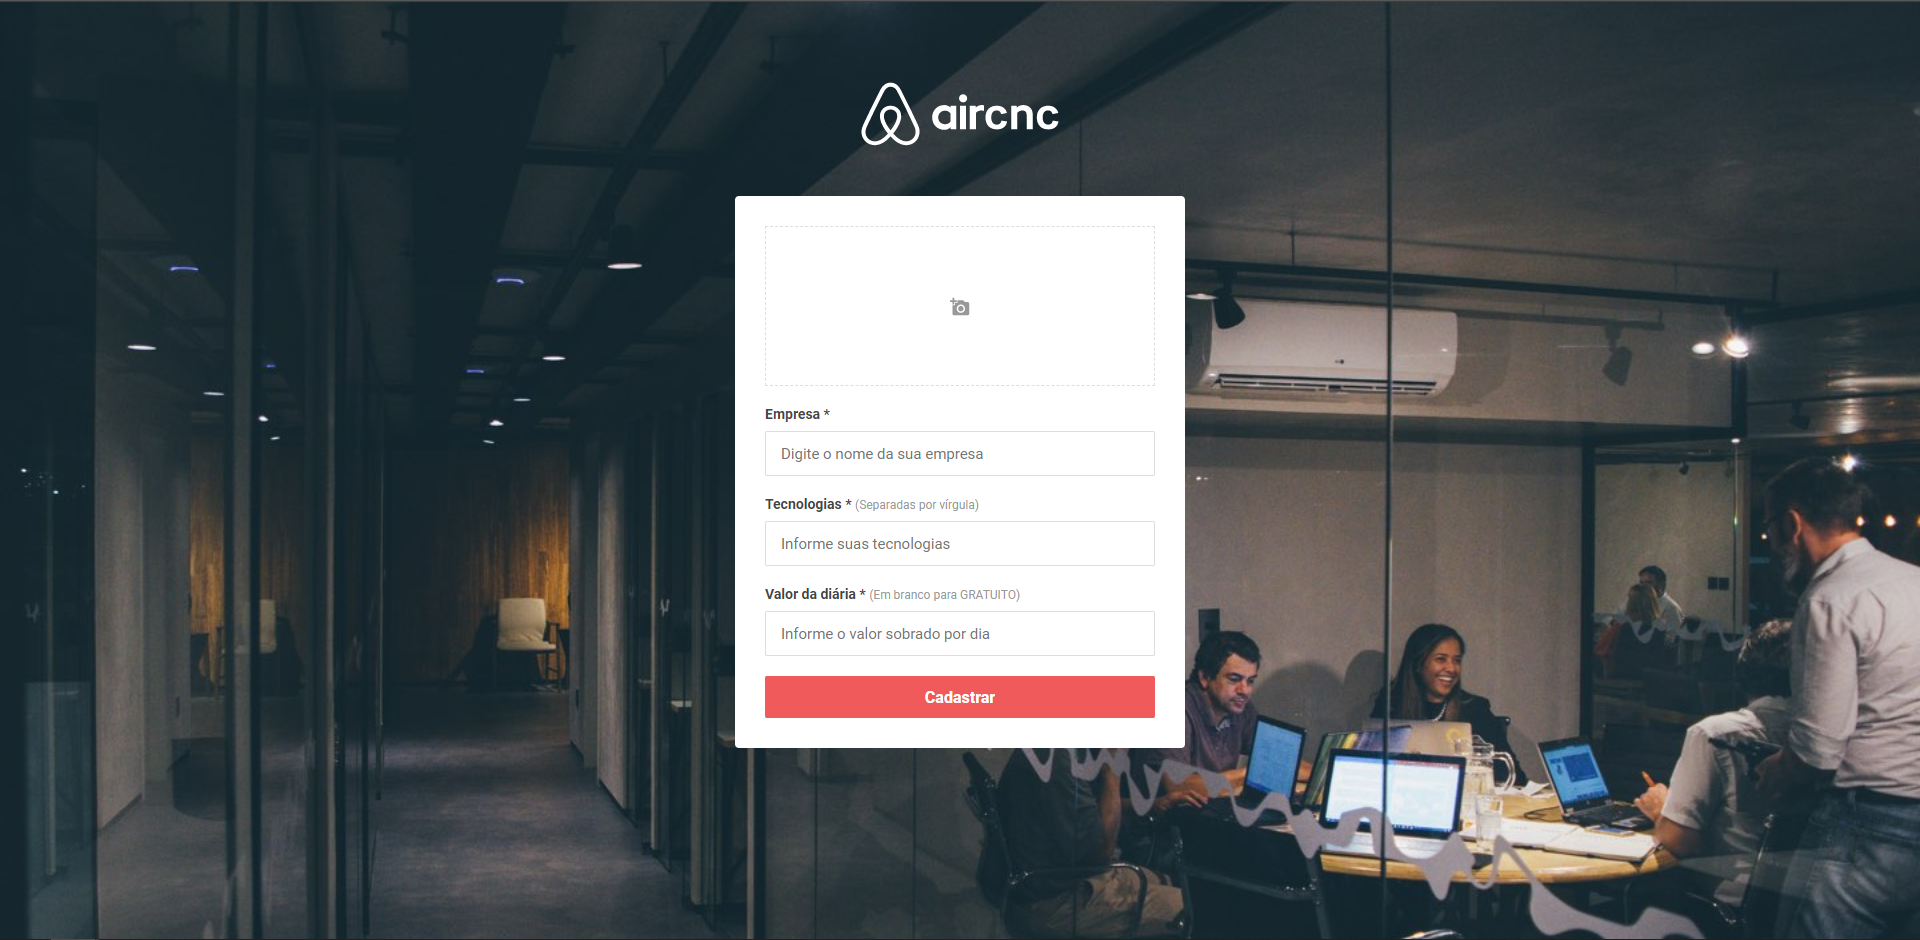 aircnc
Empresa *
Digite o nome da sua empresa
Tecnologias * (Separadas por vírgula)
Informe suas tecnologias
Valor da diária * (Em branco para GRATUITO)
Informe o valor sobrado por dia
Cadastrar